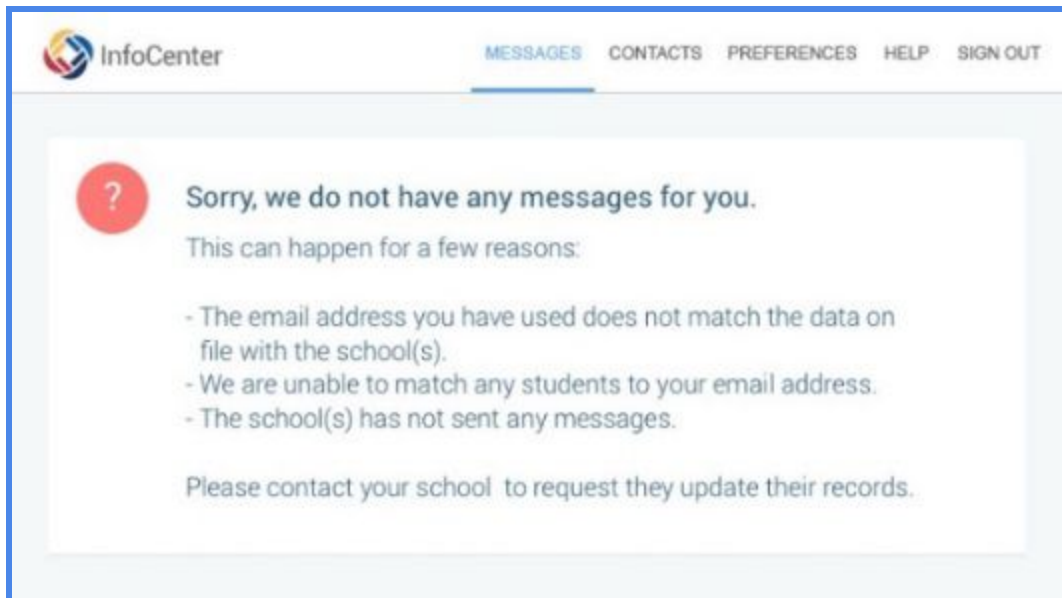 InfoCenter MESSAGES CONTACTS PREFERENCES HELP SIGN OUT
?
Sorry, we do not have any messages for you.
This can happen for a few reasons:
- The email address you have used does not match the data on
file with the school(s).
- We are unable to match any students to your email address.
- The school(s) has not sent any messages.
Please contact your school to request they update their records.